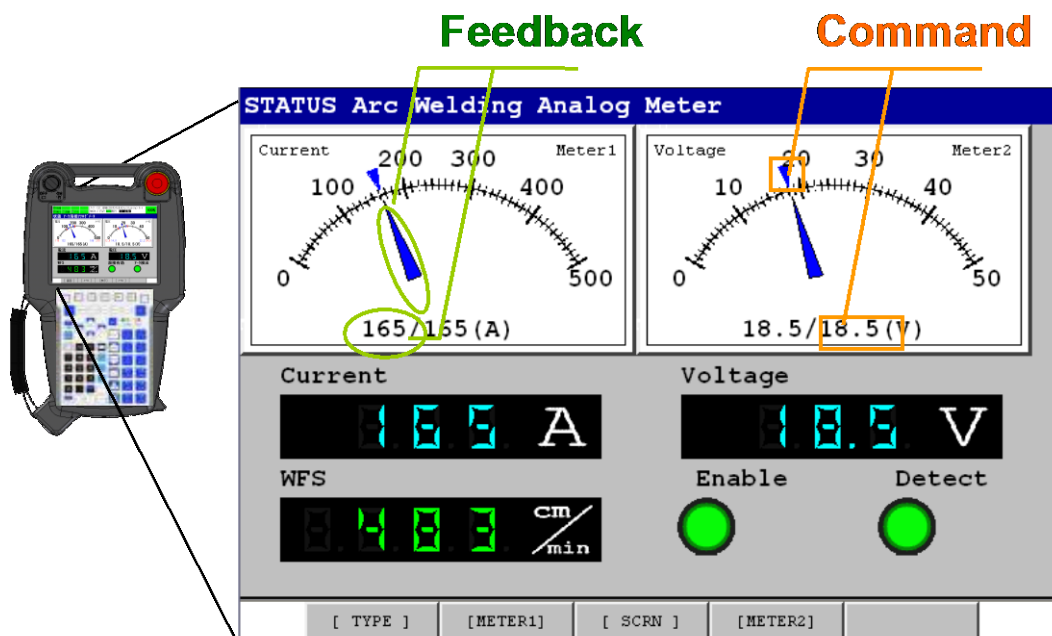 Feedback Command
STATUS Arc Welding Analog Meter
Current Meter1
0 100 200 300 400 500
165/165(A)
Voltage Meter2
0 10 20 30 40 50
18.5/18.5(V)
Current
165 A
Voltage
18.5 V
WFS
483 cm/min
Enable Detect
[ TYPE ] [METER1] [ SCRN ] [METER2]